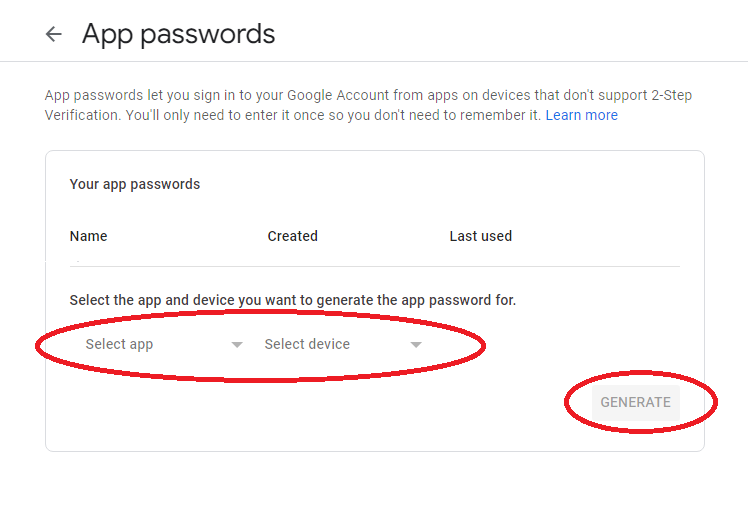 App passwords
App passwords let you sign in to your Google Account from apps on devices that don't support 2-Step
Verification. You'll only need to enter it once so you don't need to remember it. Learn more
Your app passwords
Name Created Last used
Select the app and device you want to generate the app password for.
Select app Select device
GENERATE